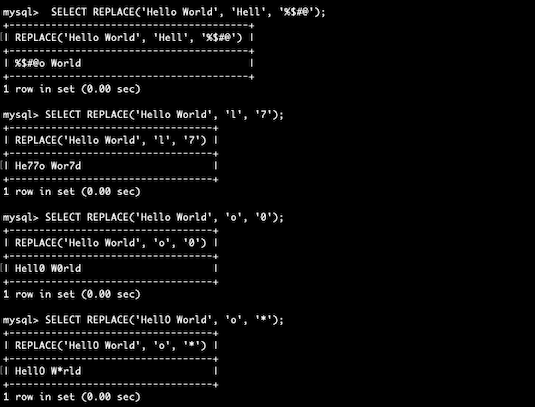 mysql>  SELECT REPLACE('Hello World', 'Hell', '%$#@');
+-----------------------------------------+
| REPLACE('Hello World', 'Hell', '%$#@') |
+-----------------------------------------+
| %$#@o World |
+-----------------------------------------+
1 row in set (0.00 sec)
mysql> SELECT REPLACE('Hello World', 'l', '7');
+----------------------------------+
| REPLACE('Hello World', 'l', '7') |
+----------------------------------+
| He77o Wor7d |
+----------------------------------+
1 row in set (0.00 sec)
mysql> SELECT REPLACE('Hello World', 'o', '0');
+----------------------------------+
| REPLACE('Hello World', 'o', '0') |
+----------------------------------+
| Hell0 W0rld |
+----------------------------------+
1 row in set (0.00 sec)
mysql> SELECT REPLACE('HellO World', 'o', '*');
+----------------------------------+
| REPLACE('HellO World', 'o', '*') |
+----------------------------------+
| HellO W*rld |
+----------------------------------+
1 row in set (0.00 sec)